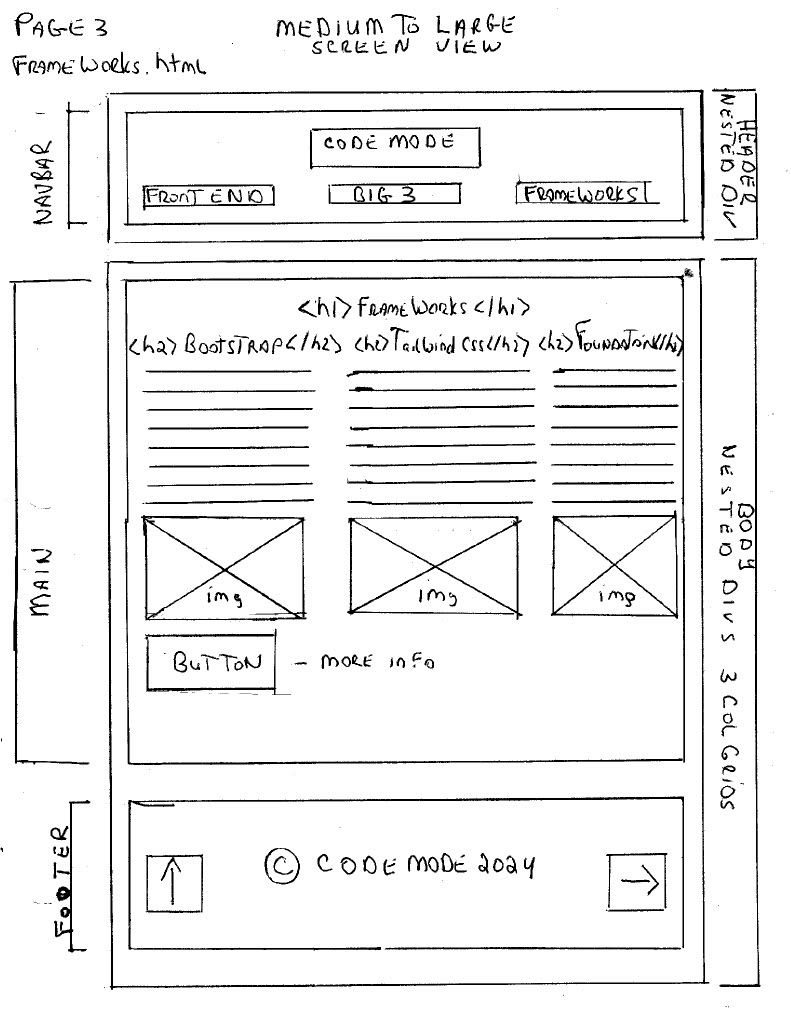 PAGE 3
MEDIUM TO LARGE
SCREEN VIEW
FRAMEWorks.html
NAVBAR
HEADER
NESTED DIV
CODE MODE
FRONT END
BIG 3
FRAMEWORKS
<h1> FRAMEWorks </h1>
<h2> BOOTSTRAP </h2>
<h2> Tailwind CSS </h2>
<h2> FOUNDATION </h2>
MAIN
BODY
NESTED DIVS 3 COL GRIDS
img
img
img
BUTTON
- MORE info
FOOTER
↑
© CODE MODE 2024
→